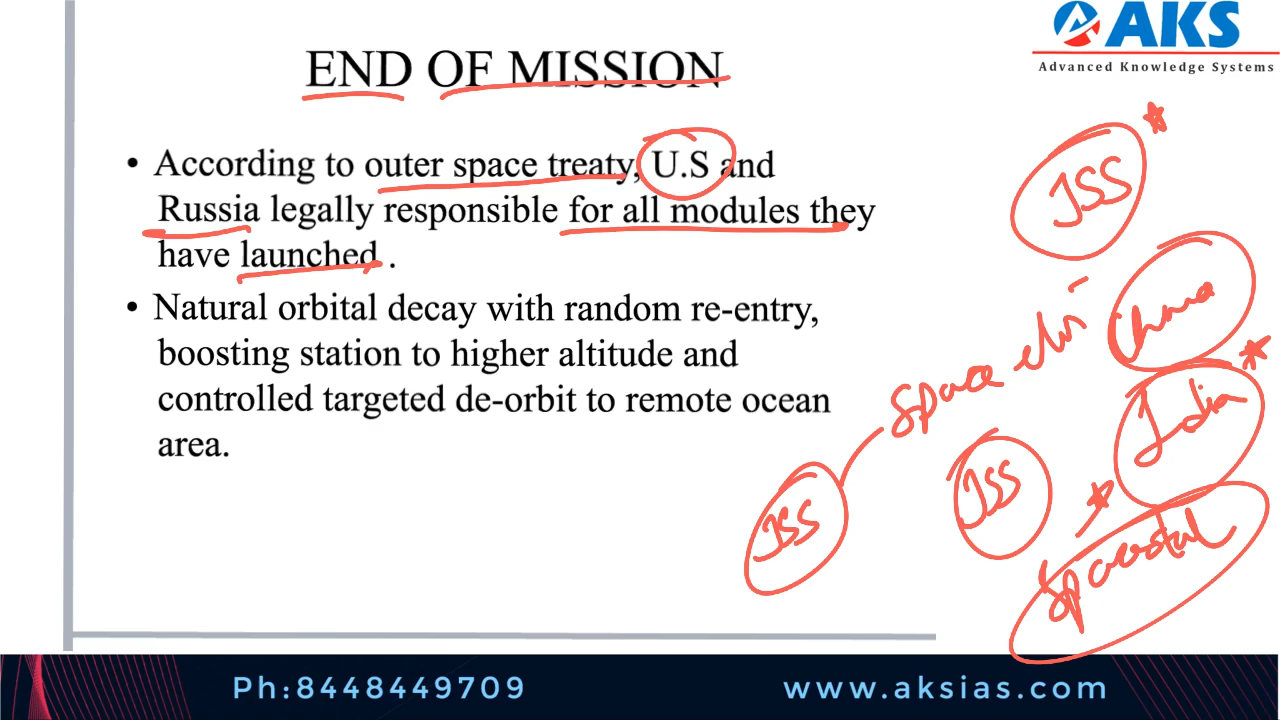 AKS
Advanced Knowledge Systems
END OF MISSION
• According to outer space treaty, U.S and
Russia legally responsible for all modules they
have launched .
• Natural orbital decay with random re-entry,
boosting station to higher altitude and
controlled targeted de-orbit to remote ocean
area.
ISS
China
India
Space
ISS
ISS
Ph:8448449709
www.aksias.com